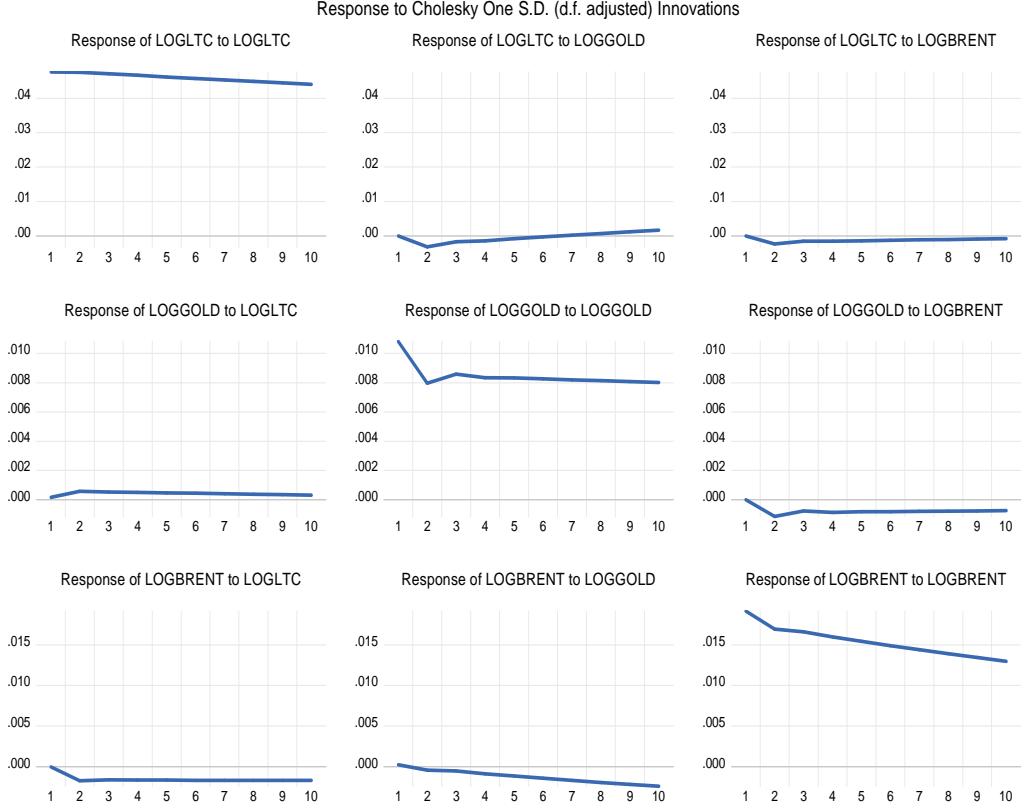 Response to Cholesky One S.D. (d.f. adjusted) Innovations
Response of LOGLTC to LOGLTC
.04
.03
.02
.01
.00
1 2 3 4 5 6 7 8 9 10
Response of LOGLTC to LOGGOLD
.04
.03
.02
.01
.00
1 2 3 4 5 6 7 8 9 10
Response of LOGLTC to LOGBRENT
.04
.03
.02
.01
.00
1 2 3 4 5 6 7 8 9 10
Response of LOGGOLD to LOGLTC
.010
.008
.006
.004
.002
.000
1 2 3 4 5 6 7 8 9 10
Response of LOGGOLD to LOGGOLD
.010
.008
.006
.004
.002
.000
1 2 3 4 5 6 7 8 9 10
Response of LOGGOLD to LOGBRENT
.010
.008
.006
.004
.002
.000
1 2 3 4 5 6 7 8 9 10
Response of LOGBRENT to LOGLTC
.015
.010
.005
.000
1 2 3 4 5 6 7 8 9 10
Response of LOGBRENT to LOGGOLD
.015
.010
.005
.000
1 2 3 4 5 6 7 8 9 10
Response of LOGBRENT to LOGBRENT
.015
.010
.005
.000
1 2 3 4 5 6 7 8 9 10